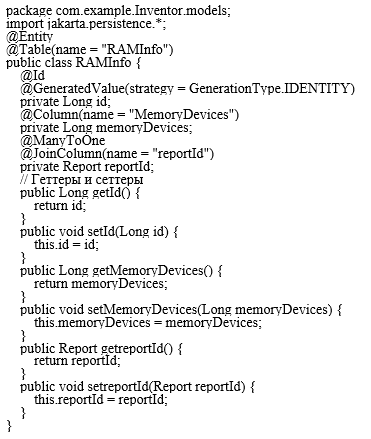 package com.example.Inventor.models;
import jakarta.persistence.*;
@Entity
@Table(name = "RAMInfo")
public class RAMInfo {
@Id
@GeneratedValue(strategy = GenerationType.IDENTITY)
private Long id;
@Column(name = "MemoryDevices")
private Long memoryDevices;
@ManyToOne
@JoinColumn(name = "reportId")
private Report reportId;
// Геттеры и сеттеры
public Long getId() {
return id;
}
public void setId(Long id) {
this.id = id;
}
public Long getMemoryDevices() {
return memoryDevices;
}
public void setMemoryDevices(Long memoryDevices) {
this.memoryDevices = memoryDevices;
}
public Report getreportId() {
return reportId;
}
public void setreportId(Report reportId) {
this.reportId = reportId;
}
}